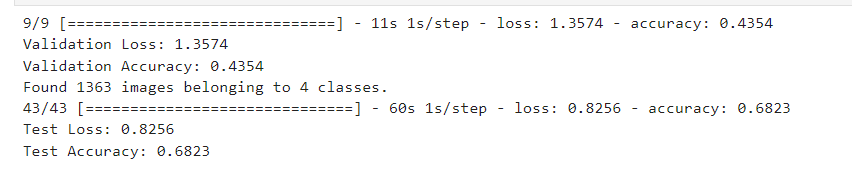 9/9 [==============================] - 11s 1s/step - loss: 1.3574 - accuracy: 0.4354
Validation Loss: 1.3574
Validation Accuracy: 0.4354
Found 1363 images belonging to 4 classes.
43/43 [==============================] - 60s 1s/step - loss: 0.8256 - accuracy: 0.6823
Test Loss: 0.8256
Test Accuracy: 0.6823